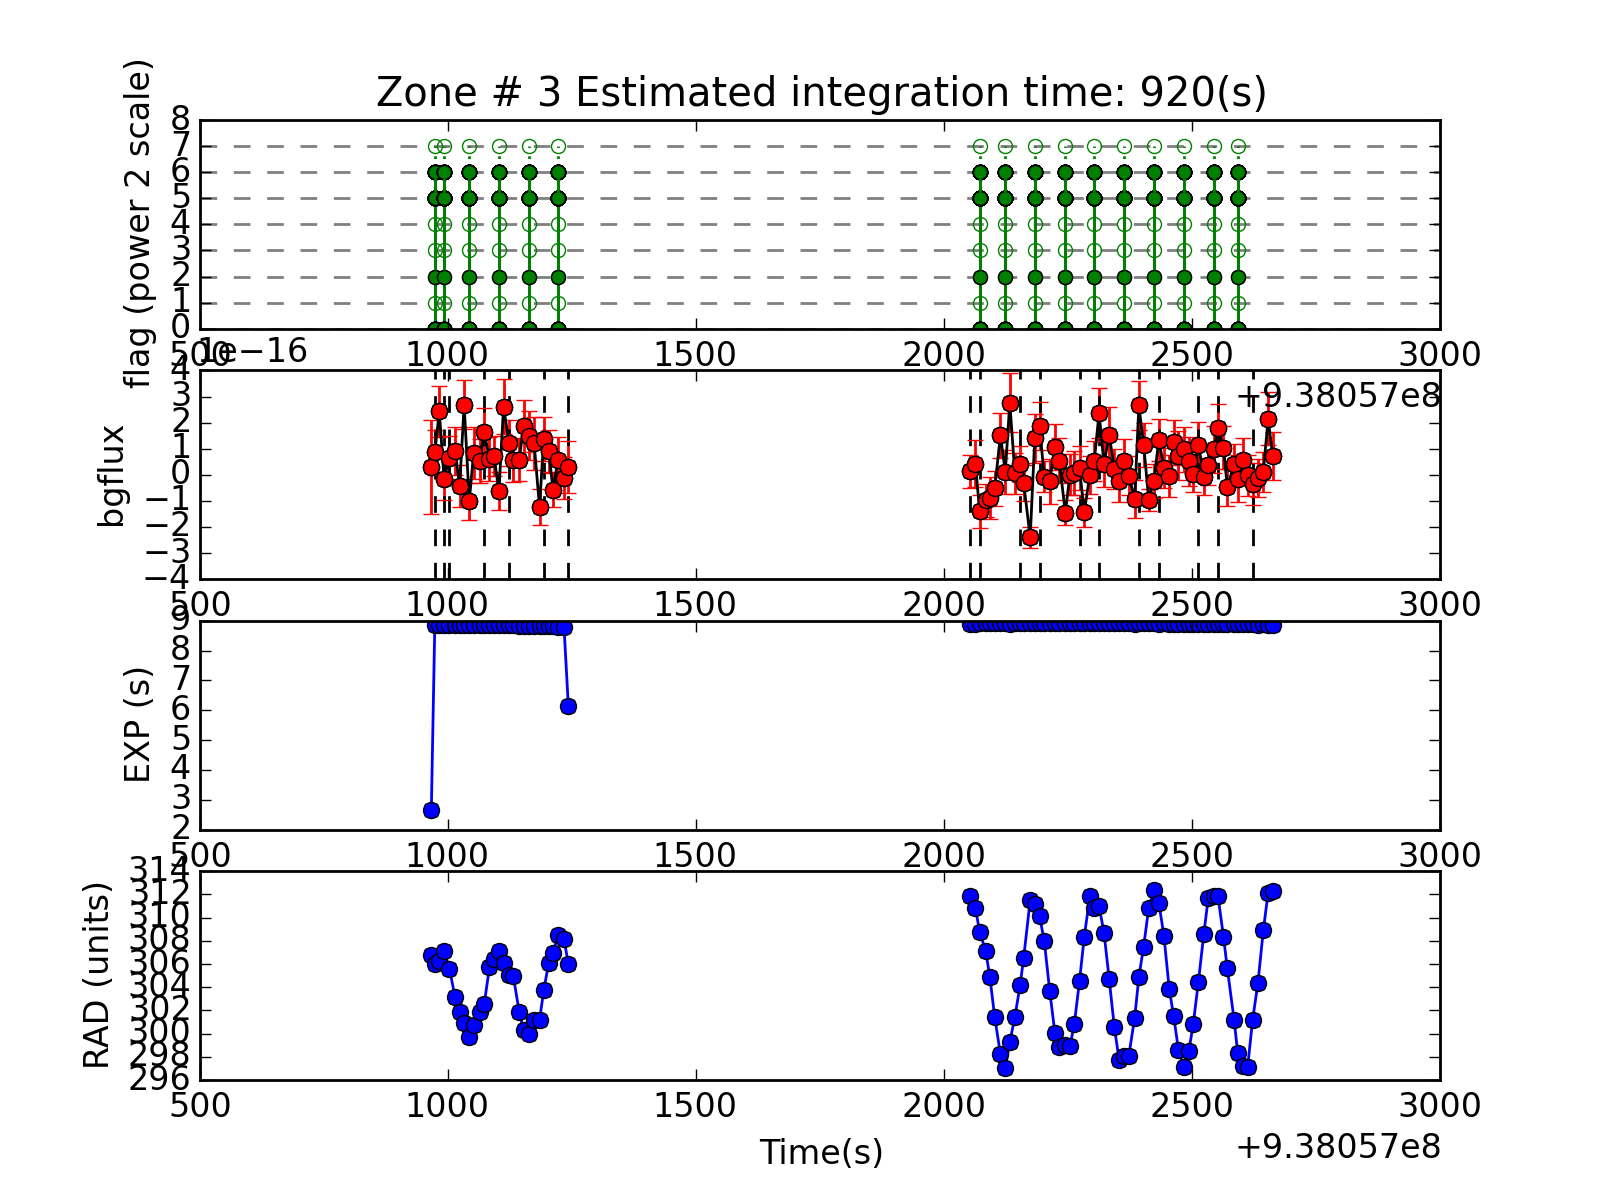 Zone # 3 Estimated integration time: 920(s)
flag (power 2 scale)
8
7
6
5
4
3
2
1
0
500 1000 1500 2000 2500 3000
1e−16
+9.38057e8
bgflux
4
3
2
1
0
−1
−2
−3
−4
500 1000 1500 2000 2500 3000
EXP (s)
9
8
7
6
5
4
3
2
500 1000 1500 2000 2500 3000
RAD (units)
314
312
310
308
306
304
302
300
298
296
500 1000 1500 2000 2500 3000
Time(s)
+9.38057e8